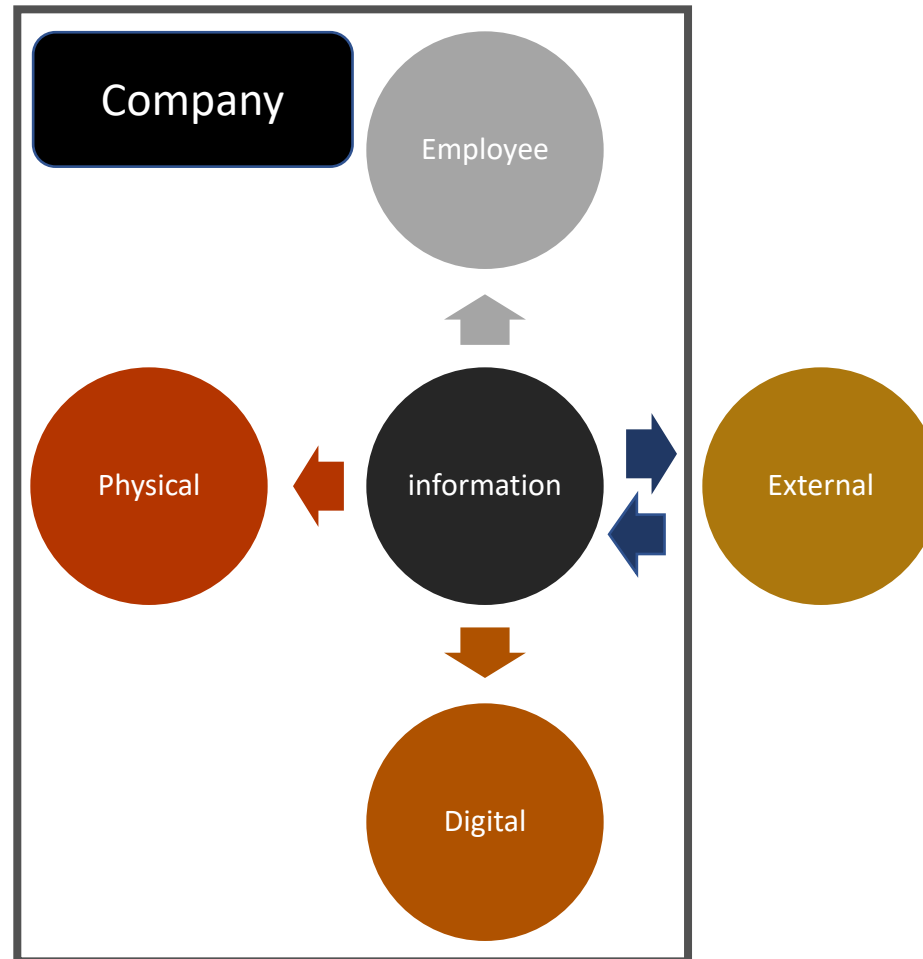 Company
Employee
Physical
information
External
Digital